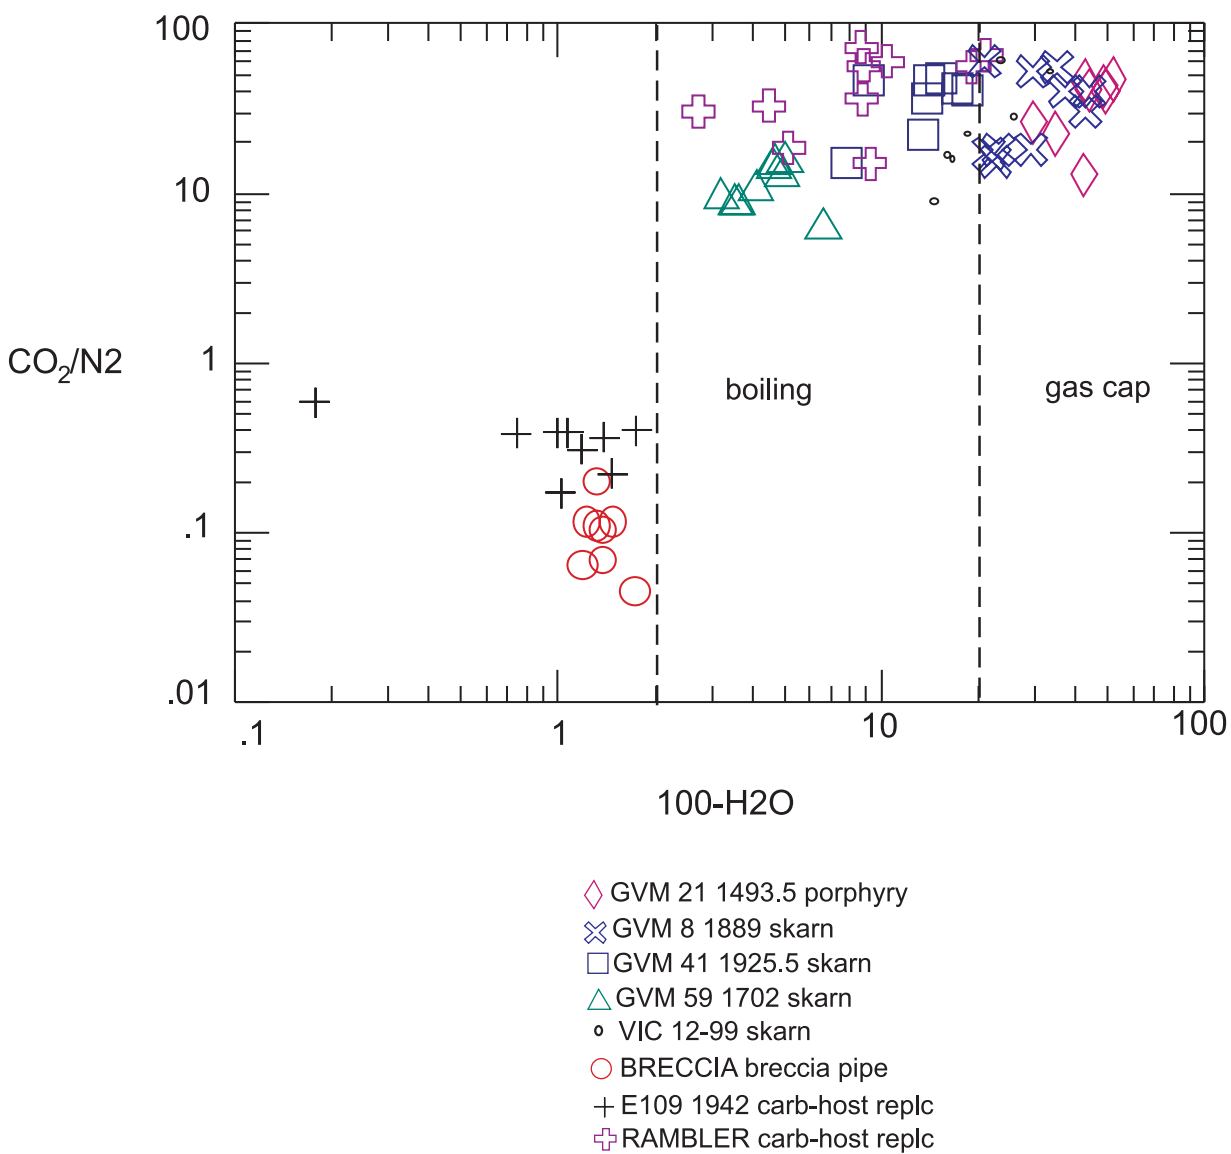 100
10
1
.1
.01
CO2/N2
boiling
gas cap
.1
1
10
100
100-H2O
GVM 21 1493.5 porphyry
GVM 8 1889 skarn
GVM 41 1925.5 skarn
GVM 59 1702 skarn
VIC 12-99 skarn
BRECCIA breccia pipe
E109 1942 carb-host replc
RAMBLER carb-host replc